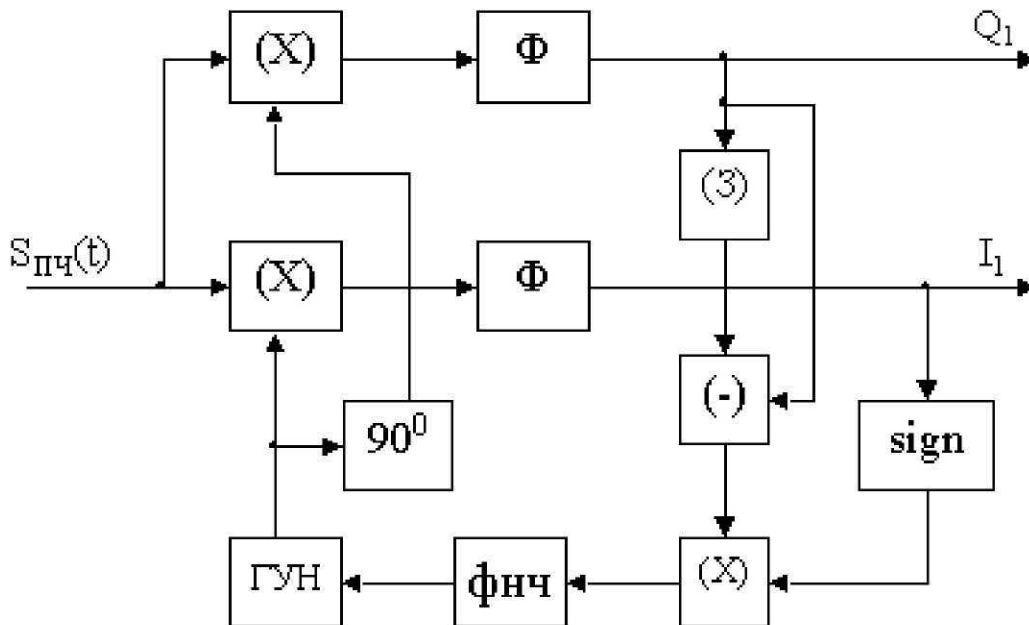 (X)
Ф
Q₁
(3)
Sпч(t)
(X)
Ф
I₁
(-)
90⁰
sign
ГУН
фнч
(X)